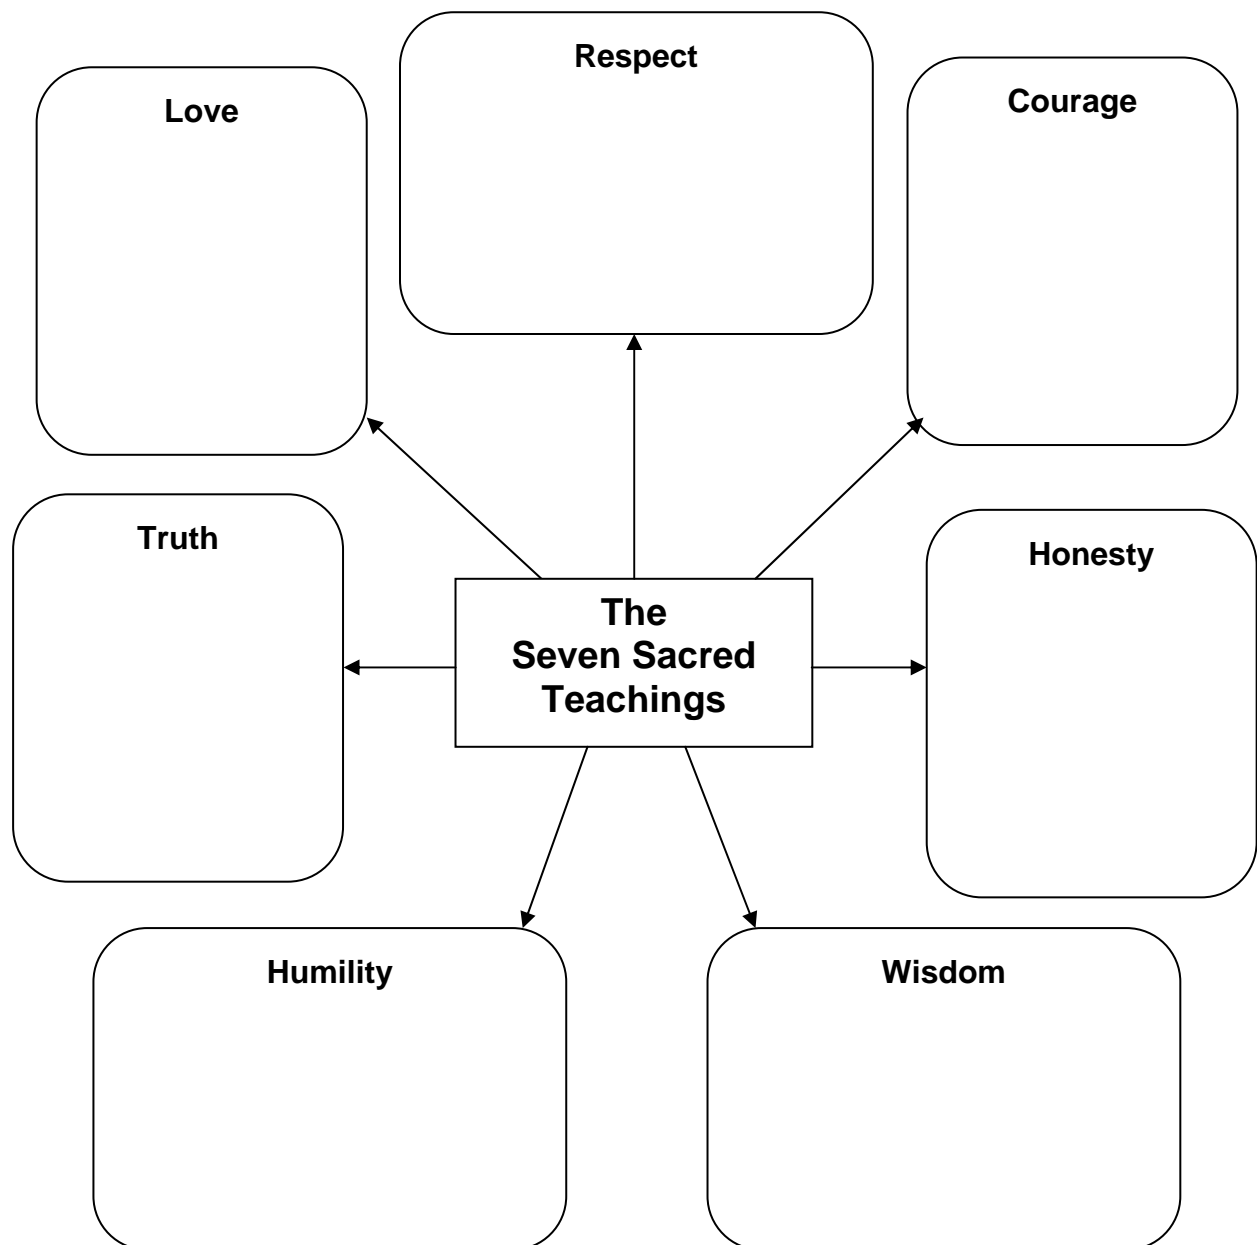 Respect
Love
Courage
Truth
Honesty
The
Seven Sacred
Teachings
Humility
Wisdom